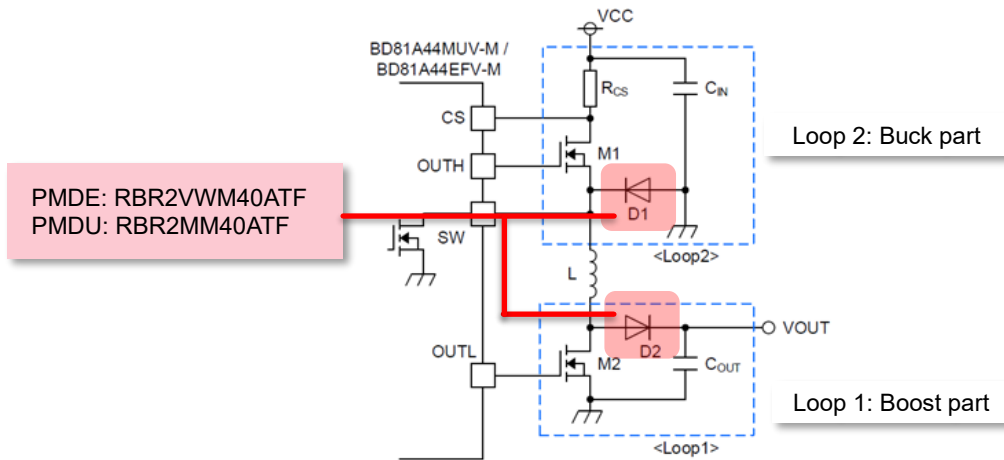 VCC
BD81A44MUV-M /
BD81A44EFV-M
RCS
CIN
CS
Loop 2: Buck part
OUTH
M1
PMDE: RBR2VWM40ATF
PMDU: RBR2MM40ATF
D1
SW
<Loop2>
L
VOUT
D2
OUTL
M2
COUT
Loop 1: Boost part
<Loop1>